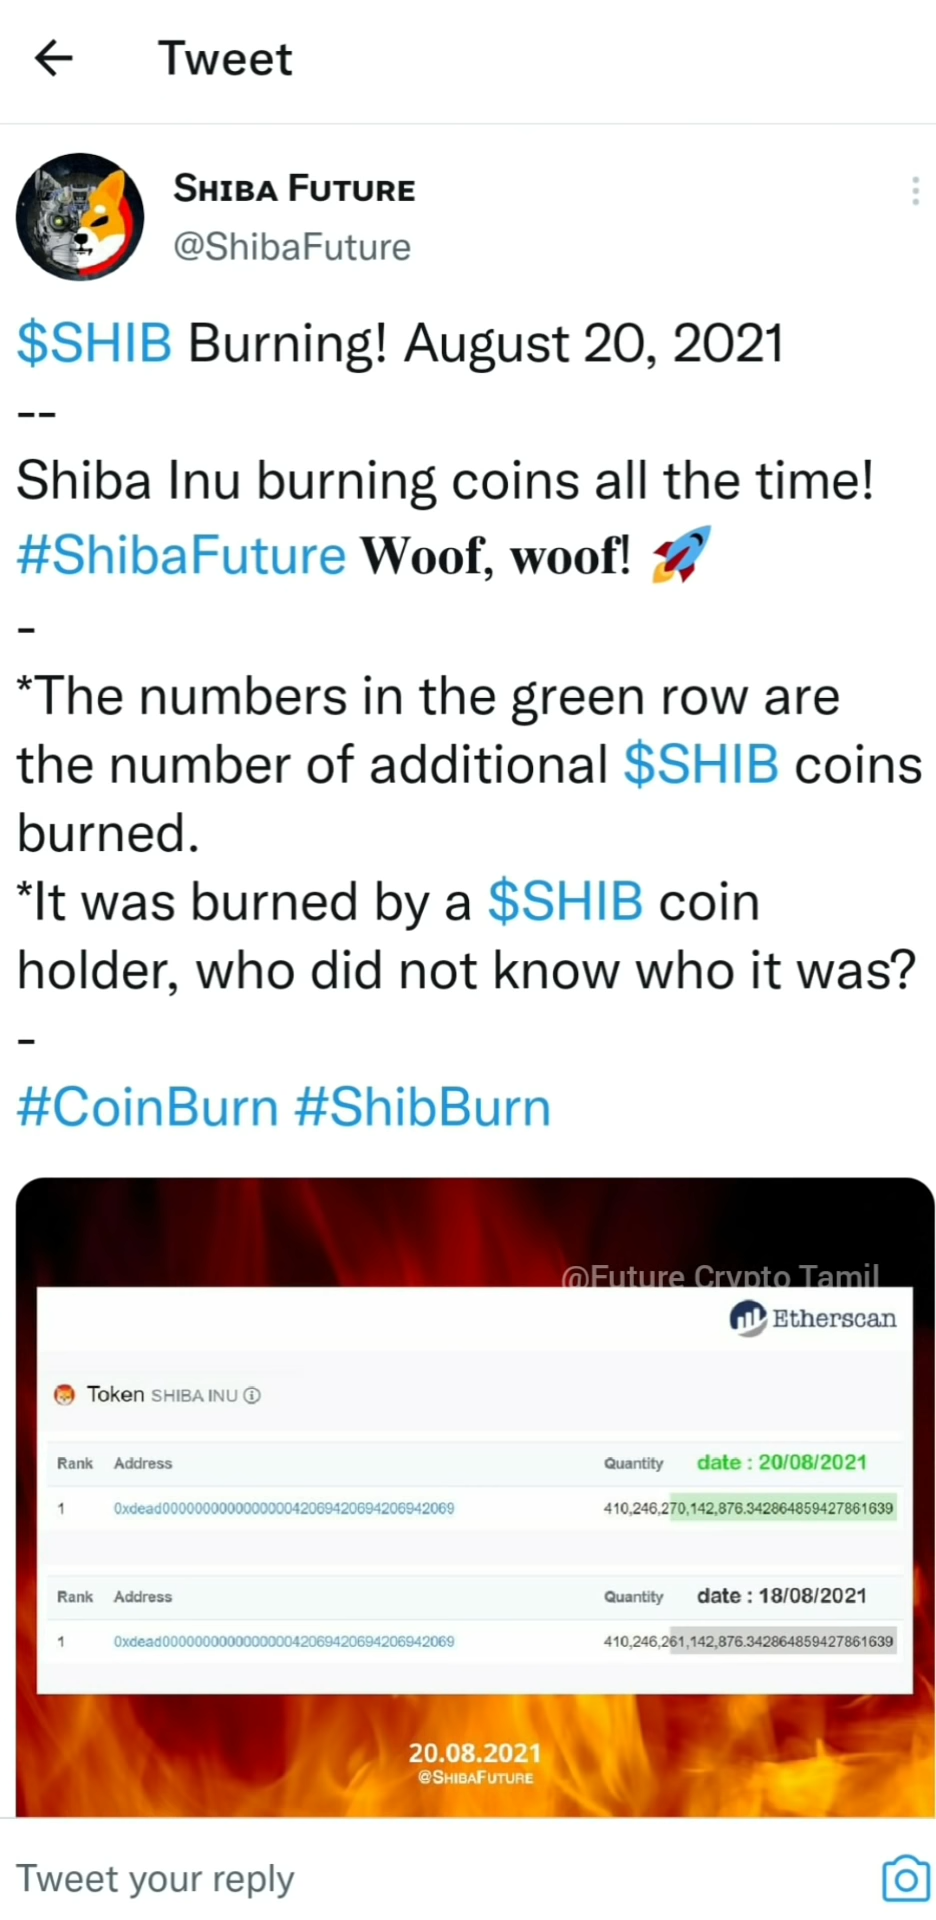 Tweet
Shiba Future
@ShibaFuture
$SHIB Burning! August 20, 2021
--
Shiba Inu burning coins all the time!
#ShibaFuture Woof, woof! 🚀
-
*The numbers in the green row are
the number of additional $SHIB coins
burned.
*It was burned by a $SHIB coin
holder, who did not know who it was?
-
#CoinBurn #ShibBurn
@Future Crypto Tamil
Etherscan
Token SHIBA INU
Rank Address Quantity date : 20/08/2021
1 0xdead000000000000000042069420694206942069 410,246,270,142,876.342864859427861639
Rank Address Quantity date : 18/08/2021
1 0xdead000000000000000042069420694206942069 410,246,261,142,876.342864859427861639
20.08.2021
@ShibaFuture
Tweet your reply